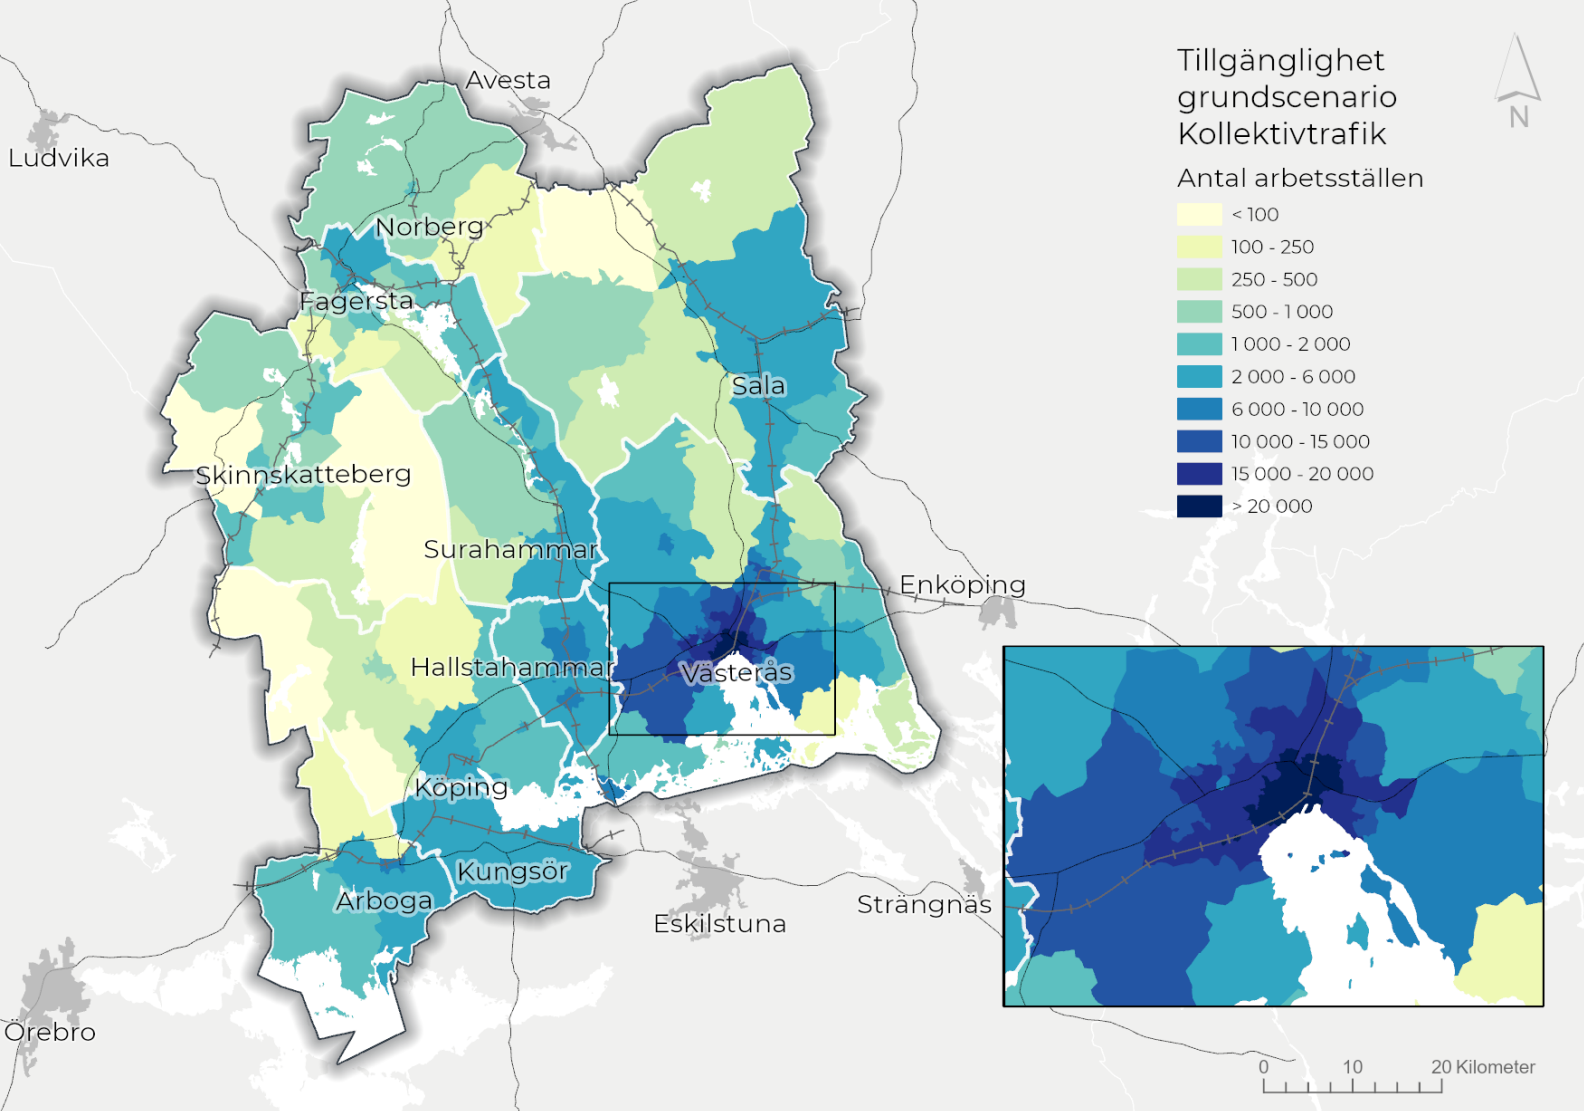 Tillgänglighet
grundscenario
Kollektivtrafik
Antal arbetsställen
< 100
100 - 250
250 - 500
500 - 1 000
1 000 - 2 000
2 000 - 6 000
6 000 - 10 000
10 000 - 15 000
15 000 - 20 000
> 20 000
N
Avesta
Ludvika
Norberg
Fagersta
Sala
Skinnskatteberg
Surahammar
Enköping
Hallstahammar
Västerås
Köping
Kungsör
Arboga
Strängnäs
Eskilstuna
Örebro
0 10 20 Kilometer